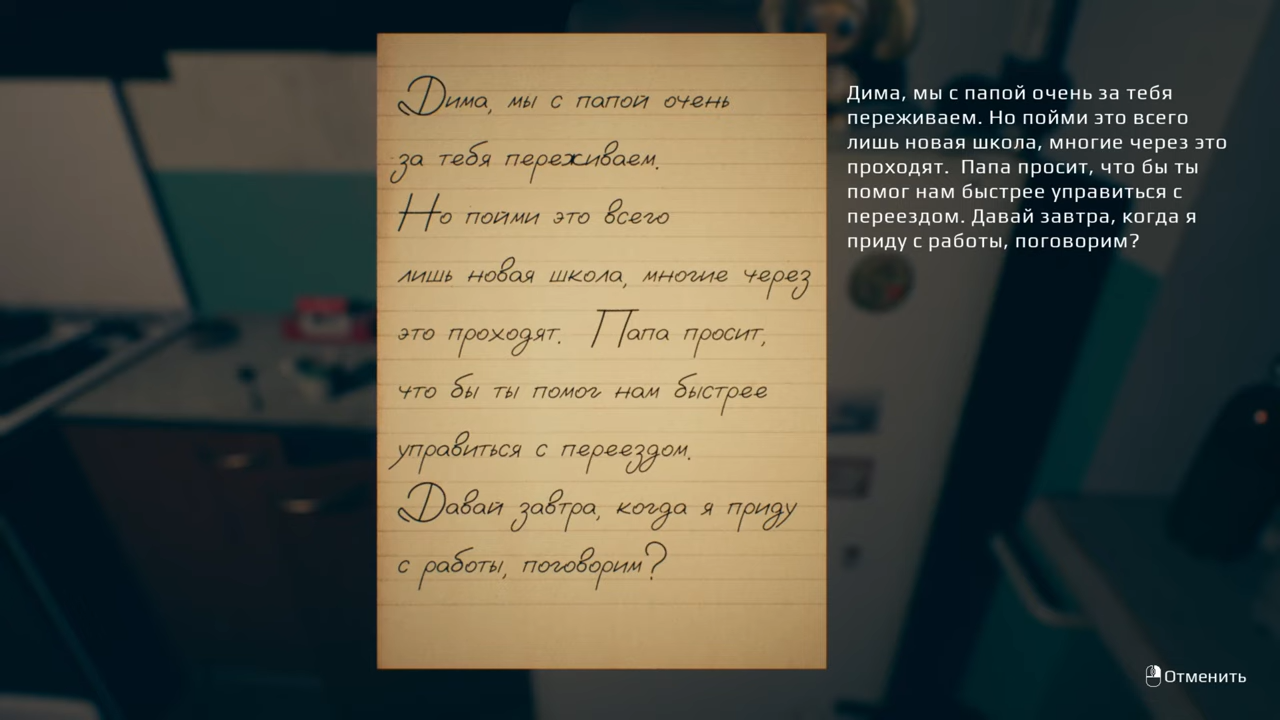 Дима, мы с папой очень
за тебя переживаем.
Но пойми это всего
лишь новая школа, многие через
это проходят. Папа просит,
что бы ты помог нам быстрее
управиться с переездом.
Давай завтра, когда я приду
с работы, поговорим?
Дима, мы с папой очень за тебя
переживаем. Но пойми это всего
лишь новая школа, многие через это
проходят. Папа просит, что бы ты
помог нам быстрее управиться с
переездом. Давай завтра, когда я
приду с работы, поговорим?
Отменить